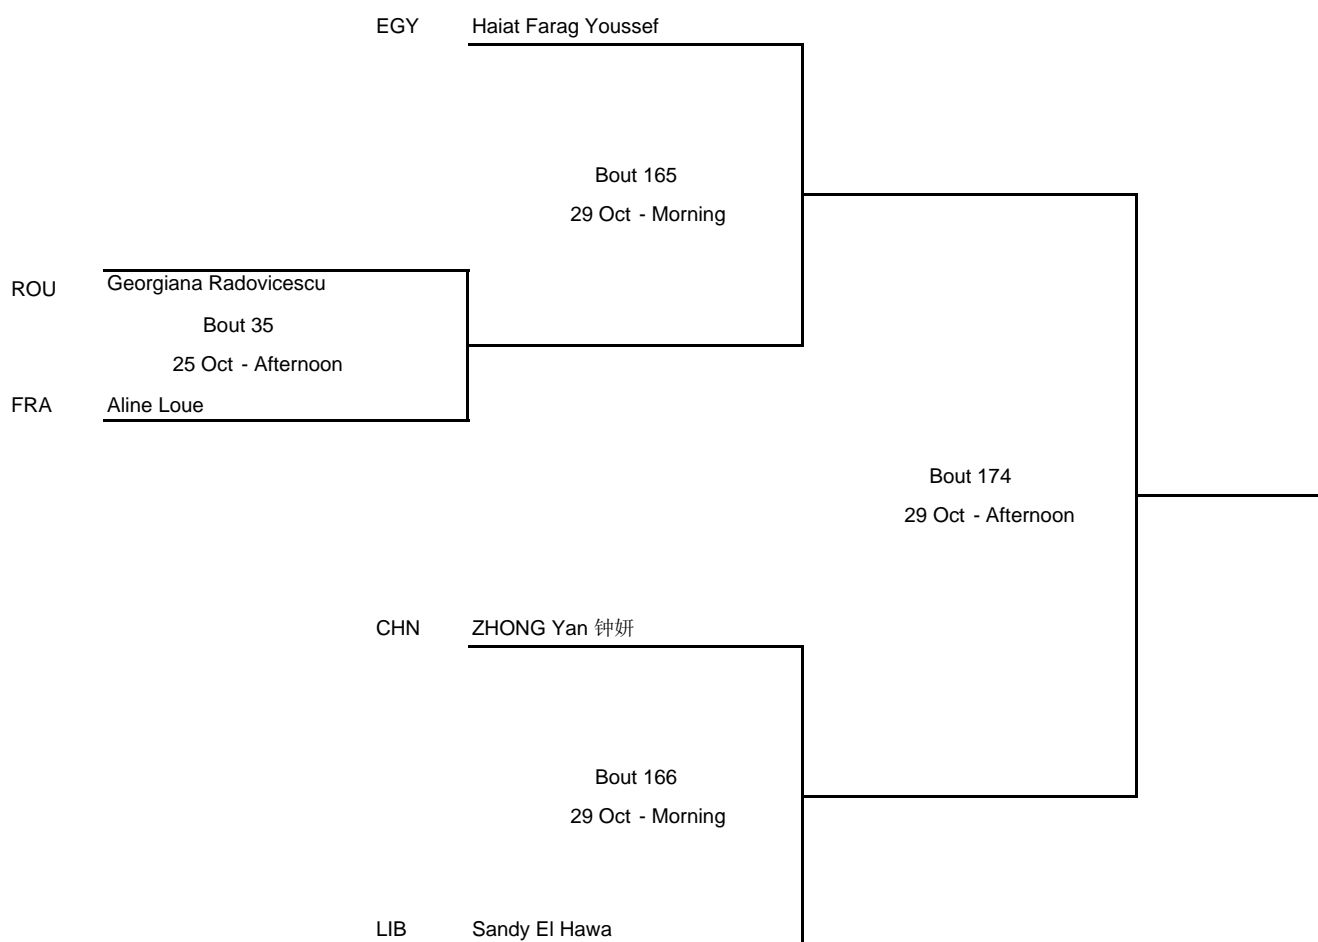 EGY Haiat Farag Youssef
Bout 165
29 Oct - Morning
ROU Georgiana Radovicescu
Bout 35
25 Oct - Afternoon
FRA Aline Loue
Bout 174
29 Oct - Afternoon
CHN ZHONG Yan 钟妍
Bout 166
29 Oct - Morning
LIB Sandy El Hawa